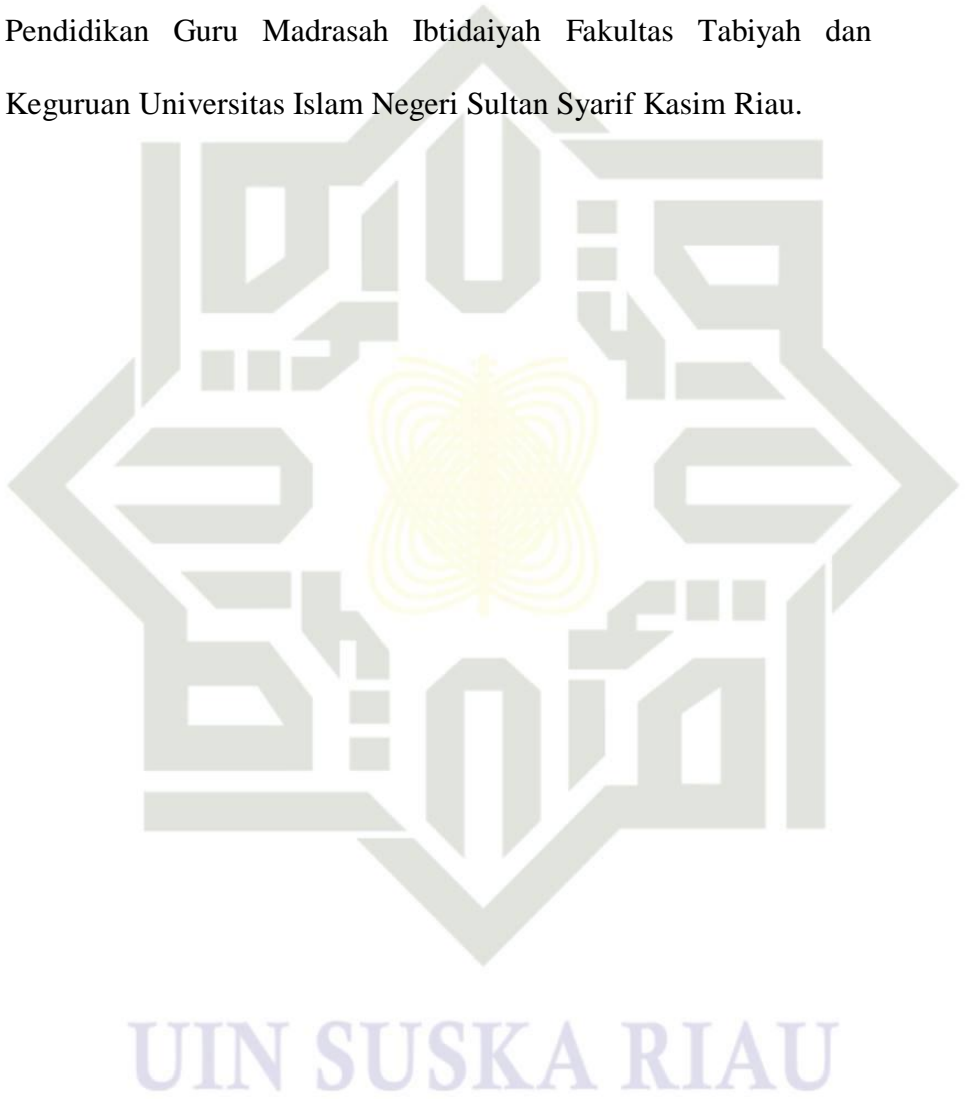 Pendidikan Guru Madrasah Ibtidaiyah Fakultas Tabiyah dan
Keguruan Universitas Islam Negeri Sultan Syarif Kasim Riau.
UIN SUSKA RIAU